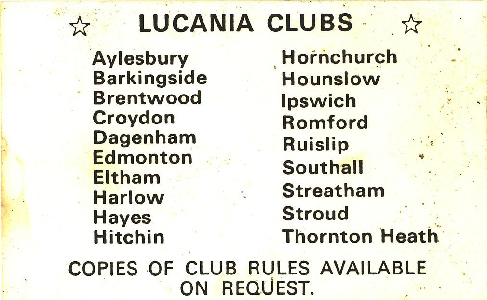 ☆ LUCANIA CLUBS ☆
Aylesbury
Barkingside
Brentwood
Croydon
Dagenham
Edmonton
Eltham
Harlow
Hayes
Hitchin
Hornchurch
Hounslow
Ipswich
Romford
Ruislip
Southall
Streatham
Stroud
Thornton Heath
COPIES OF CLUB RULES AVAILABLE
ON REQUEST.